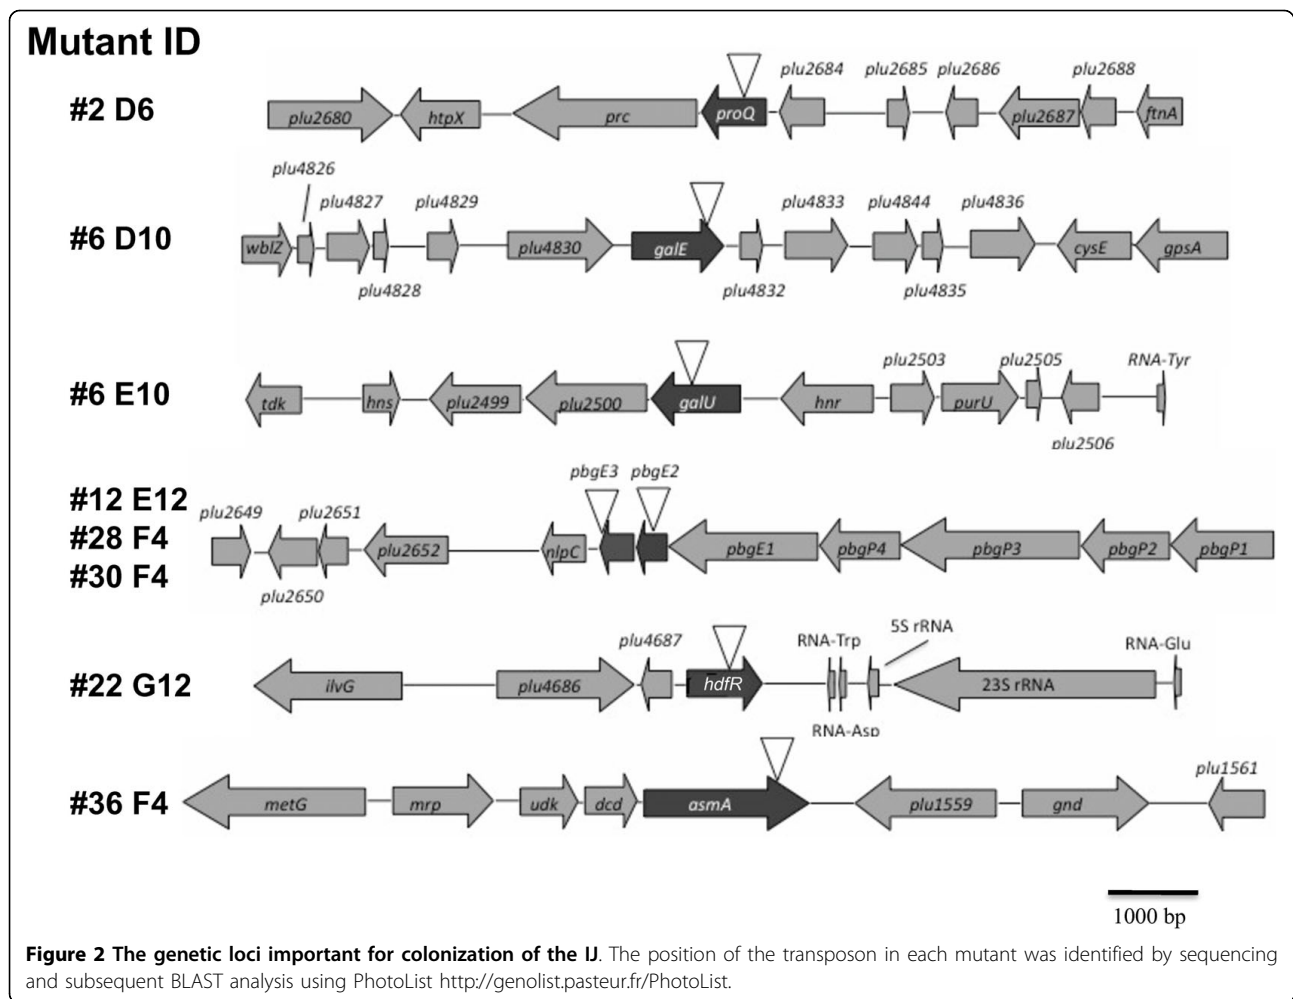 Mutant ID
#2 D6
plu2684 plu2685 plu2686 plu2688
plu2680 htpX prc proQ plu2687 ftnA
plu4826
#6 D10
plu4827 plu4829 plu4833 plu4844 plu4836
wblZ plu4830 galE cysE gpsA
plu4828 plu4832 plu4835
#6 E10
plu2503 plu2505 RNA-Tyr
tdk hns plu2499 plu2500 galU hnr purU
plu2506
#12 E12
#28 F4
#30 F4
pbgE3 pbgE2
plu2649 plu2651
plu2652 nlpC pbgE1 pbgP4 pbgP3 pbgP2 pbgP1
plu2650
#22 G12
plu4687 RNA-Trp 5S rRNA RNA-Glu
ilvG plu4686 hdfR 23S rRNA
RNA-Asp
#36 F4
plu1561
metG mrp udk dcd asmA plu1559 gnd
1000 bp
Figure 2 The genetic loci important for colonization of the IJ. The position of the transposon in each mutant was identified by sequencing
and subsequent BLAST analysis using PhotoList http://genolist.pasteur.fr/PhotoList.